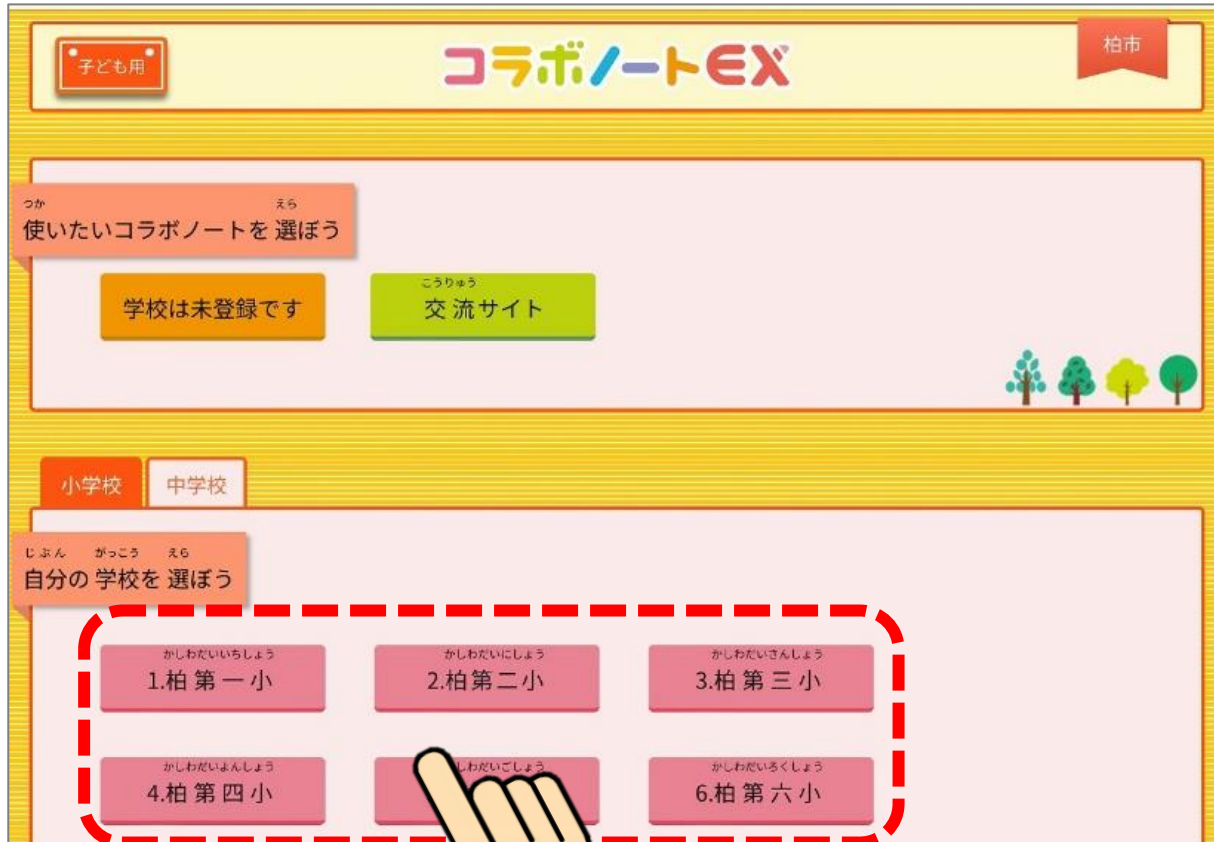 子ども用
コラボノートEX
柏市
つか えら
使いたいコラボノートを 選ぼう
学校は未登録です
こうりゅう
交流サイト
小学校
中学校
じぶん がっこう えら
自分の 学校を 選ぼう
かしわだいいちしょう
1.柏 第 一 小
かしわだいにしょう
2.柏 第 二 小
かしわだいさんしょう
3.柏 第 三 小
かしわだいよんしょう
4.柏 第 四 小
しわだいごしょう
かしわだいろくしょう
6.柏 第 六 小